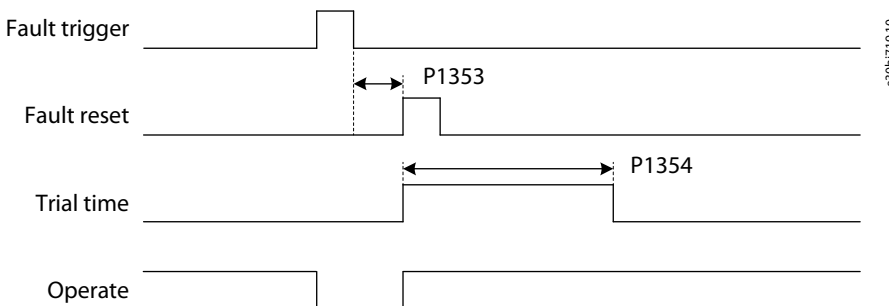 Fault trigger
P1353
Fault reset
P1354
Trial time
Operate